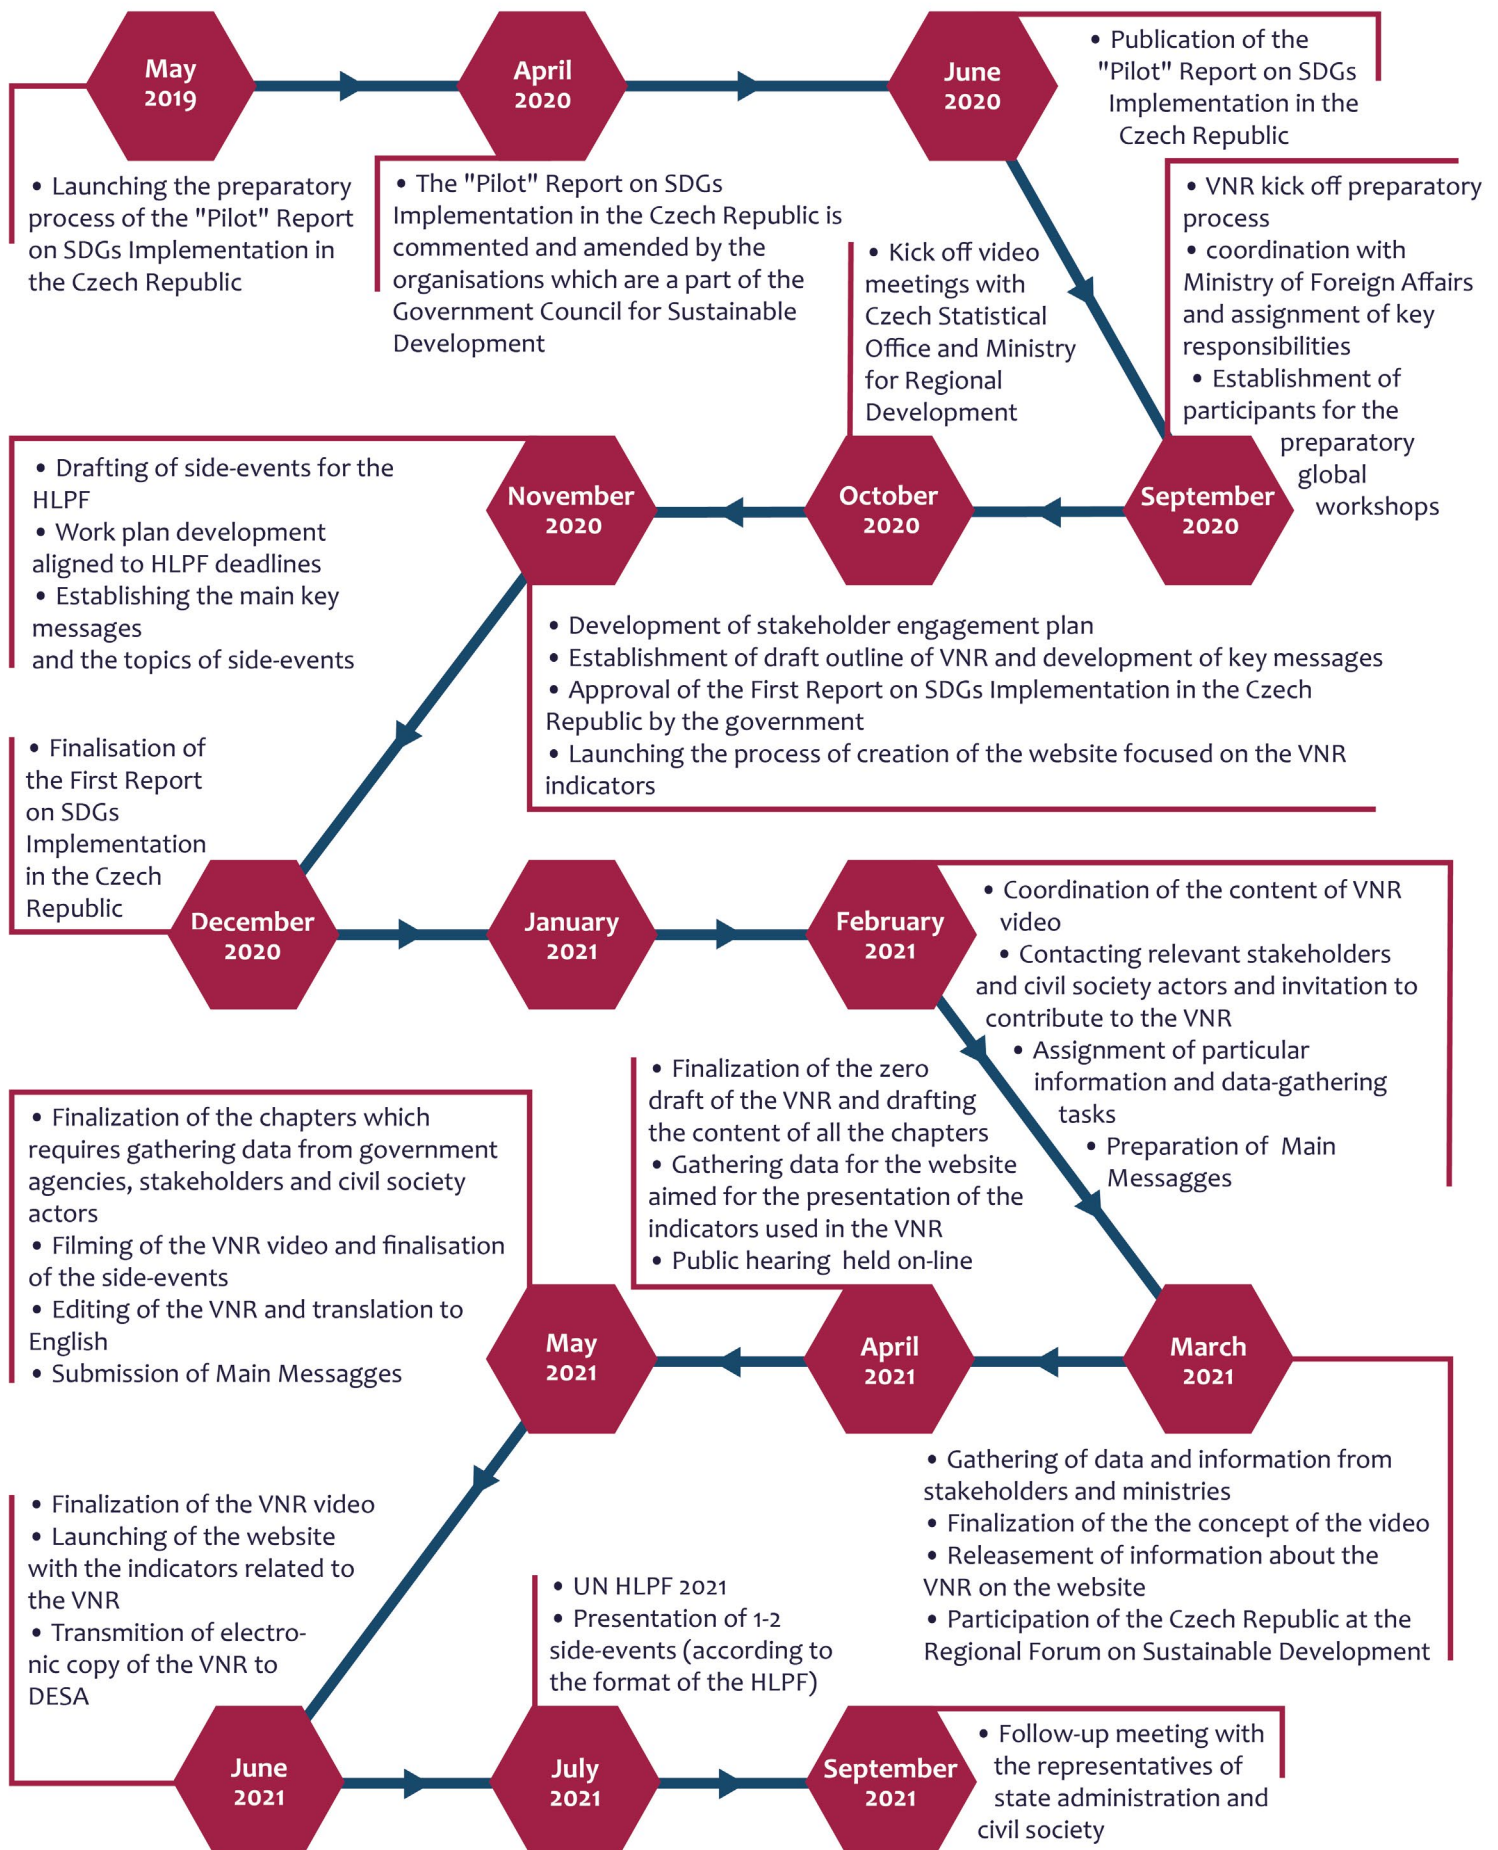 May
2019
• Launching the preparatory
process of the "Pilot" Report
on SDGs Implementation in
the Czech Republic
April
2020
• The "Pilot" Report on SDGs
Implementation in the Czech Republic is
commented and amended by the
organisations which are a part of the
Government Council for Sustainable
Development
June
2020
• Publication of the
"Pilot" Report on SDGs
Implementation in the
Czech Republic
• VNR kick off preparatory
process
• coordination with
Ministry of Foreign Affairs
and assignment of key
responsibilities
• Establishment of
participants for the
preparatory
global
workshops
September
2020
• Kick off video
meetings with
Czech Statistical
Office and Ministry
for Regional
Development
October
2020
November
2020
• Drafting of side-events for the
HLPF
• Work plan development
aligned to HLPF deadlines
• Establishing the main key
messages
and the topics of side-events
• Development of stakeholder engagement plan
• Establishment of draft outline of VNR and development of key messages
• Approval of the First Report on SDGs Implementation in the Czech
Republic by the government
• Launching the process of creation of the website focused on the VNR
indicators
• Finalisation of
the First Report
on SDGs
Implementation
in the Czech
Republic
December
2020
January
2021
February
2021
• Coordination of the content of VNR
video
• Contacting relevant stakeholders
and civil society actors and invitation to
contribute to the VNR
• Assignment of particular
information and data-gathering
tasks
• Preparation of  Main
Messagges
March
2021
• Gathering of data and information from
stakeholders and ministries
• Finalization of the the concept of the video
• Releasement of information about the
VNR on the website
• Participation of the Czech Republic at the
Regional Forum on Sustainable Development
• Finalization of the zero
draft of the VNR and drafting
the content of all the chapters
• Gathering data for the website
aimed for the presentation of the
indicators used in the VNR
• Public hearing  held on-line
April
2021
• Finalization of the chapters which
requires gathering data from government
agencies, stakeholders and civil society
actors
• Filming of the VNR video and finalisation
of the side-events
• Editing of the VNR and translation to
English
• Submission of Main Messagges
May
2021
• Finalization of the VNR video
• Launching of the website
with the indicators related to
the VNR
• Transmition of electro-
nic copy of the VNR to
DESA
June
2021
• UN HLPF 2021
• Presentation of 1-2
side-events (according to
the format of the HLPF)
July
2021
September
2021
• Follow-up meeting with
the representatives of
state administration and
civil society